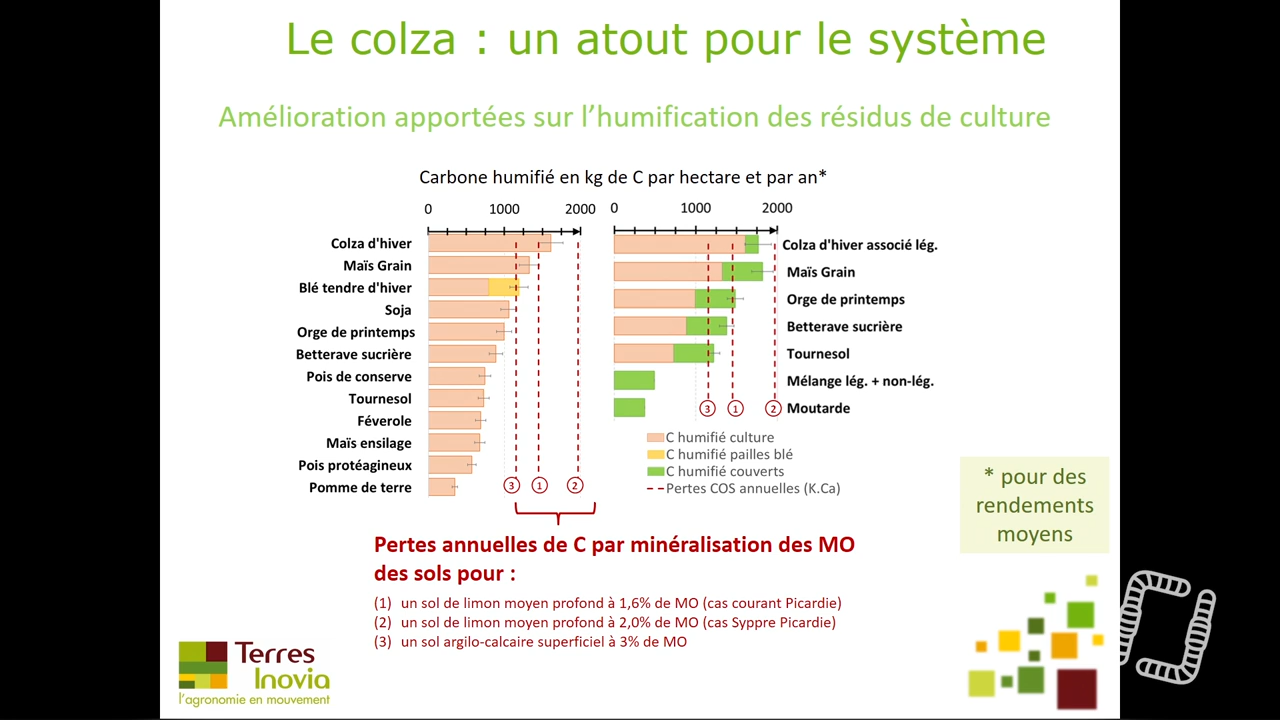 Le colza : un atout pour le système
Amélioration apportées sur l’humification des résidus de culture
Carbone humifié en kg de C par hectare et par an*
0 1000 2000
Colza d'hiver
Maïs Grain
Blé tendre d'hiver
Soja
Orge de printemps
Betterave sucrière
Pois de conserve
Tournesol
Féverole
Maïs ensilage
Pois protéagineux
Pomme de terre
3 1 2
0 1000 2000
Colza d'hiver associé lég.
Maïs Grain
Orge de printemps
Betterave sucrière
Tournesol
Mélange lég. + non-lég.
Moutarde
3 1 2
C humifié culture
C humifié pailles blé
C humifié couverts
Pertes COS annuelles (K.Ca)
* pour des
rendements
moyens
Pertes annuelles de C par minéralisation des MO
des sols pour :
(1) un sol de limon moyen profond à 1,6% de MO (cas courant Picardie)
(2) un sol de limon moyen profond à 2,0% de MO (cas Syppre Picardie)
(3) un sol argilo-calcaire superficiel à 3% de MO
Terres
Inovia
l'agronomie en mouvement